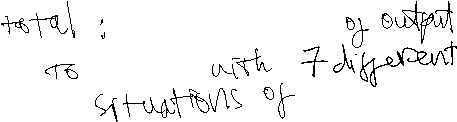 total : of output
to with 7 different
situations of